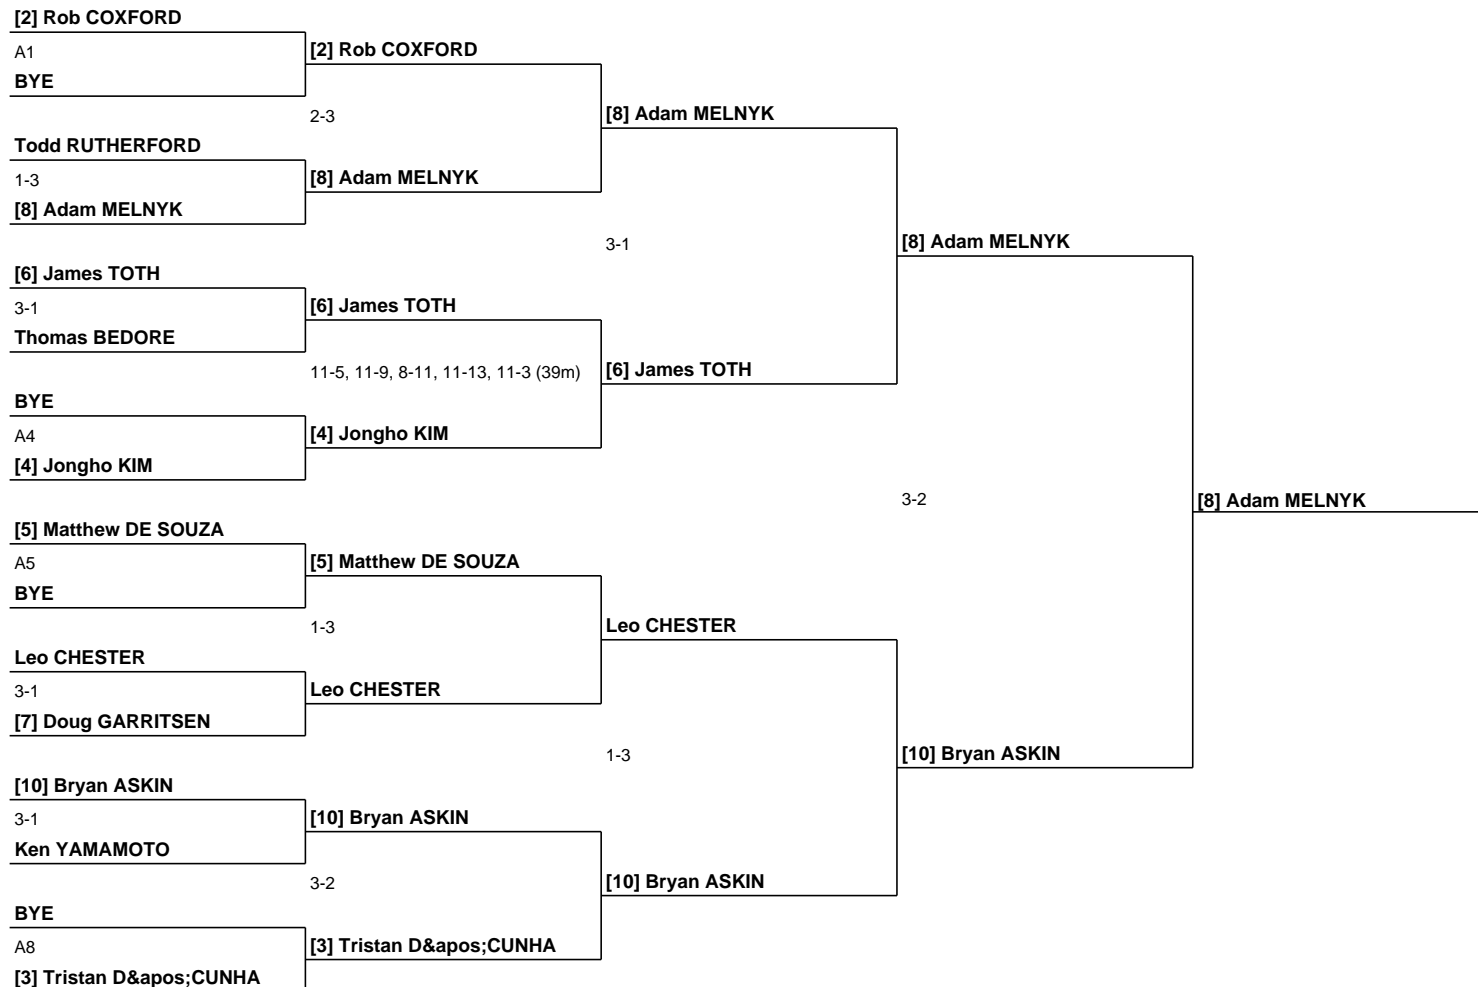 [2] Rob COXFORD
A1
BYE
[2] Rob COXFORD
2-3
Todd RUTHERFORD
1-3
[8] Adam MELNYK
[8] Adam MELNYK
[8] Adam MELNYK
3-1
[6] James TOTH
3-1
Thomas BEDORE
[6] James TOTH
11-5, 11-9, 8-11, 11-13, 11-3 (39m)
BYE
A4
[4] Jongho KIM
[4] Jongho KIM
[6] James TOTH
[8] Adam MELNYK
3-2
[8] Adam MELNYK
[5] Matthew DE SOUZA
A5
BYE
[5] Matthew DE SOUZA
1-3
Leo CHESTER
3-1
[7] Doug GARRITSEN
Leo CHESTER
Leo CHESTER
1-3
[10] Bryan ASKIN
[10] Bryan ASKIN
3-1
Ken YAMAMOTO
[10] Bryan ASKIN
3-2
[10] Bryan ASKIN
BYE
A8
[3] Tristan D&apos;CUNHA
[3] Tristan D&apos;CUNHA